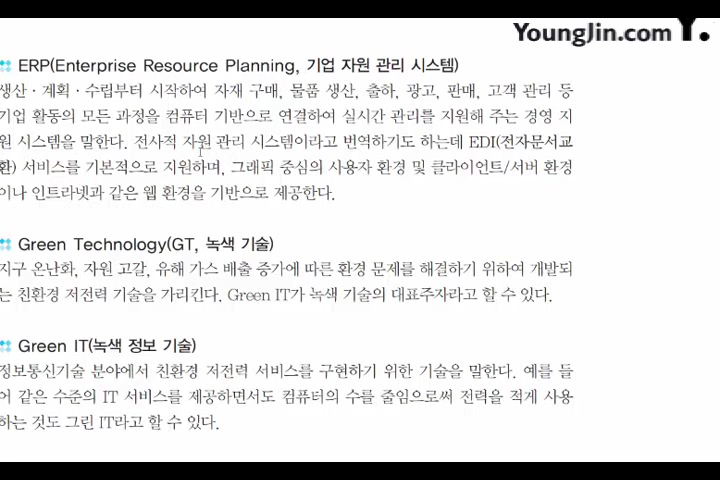 YoungJin.com Y.
ERP(Enterprise Resource Planning, 기업 자원 관리 시스템)
생산·계획·수립부터 시작하여 자재 구매, 물품 생산, 출하, 광고, 판매, 고객 관리 등
기업 활동의 모든 과정을 컴퓨터 기반으로 연결하여 실시간 관리를 지원해 주는 경영 지
원 시스템을 말한다. 전사적 자원 관리 시스템이라고 번역하기도 하는데 EDI(전자문서교
환) 서비스를 기본적으로 지원하며, 그래픽 중심의 사용자 환경 및 클라이언트/서버 환경
이나 인트라넷과 같은 웹 환경을 기반으로 제공한다.
Green Technology(GT, 녹색 기술)
지구 온난화, 자원 고갈, 유해 가스 배출 증가에 따른 환경 문제를 해결하기 위하여 개발되
는 친환경 저전력 기술을 가리킨다. Green IT가 녹색 기술의 대표주자라고 할 수 있다.
Green IT(녹색 정보 기술)
정보통신기술 분야에서 친환경 저전력 서비스를 구현하기 위한 기술을 말한다. 예를 들
어 같은 수준의 IT 서비스를 제공하면서도 컴퓨터의 수를 줄임으로써 전력을 적게 사용
하는 것도 그린 IT라고 할 수 있다.